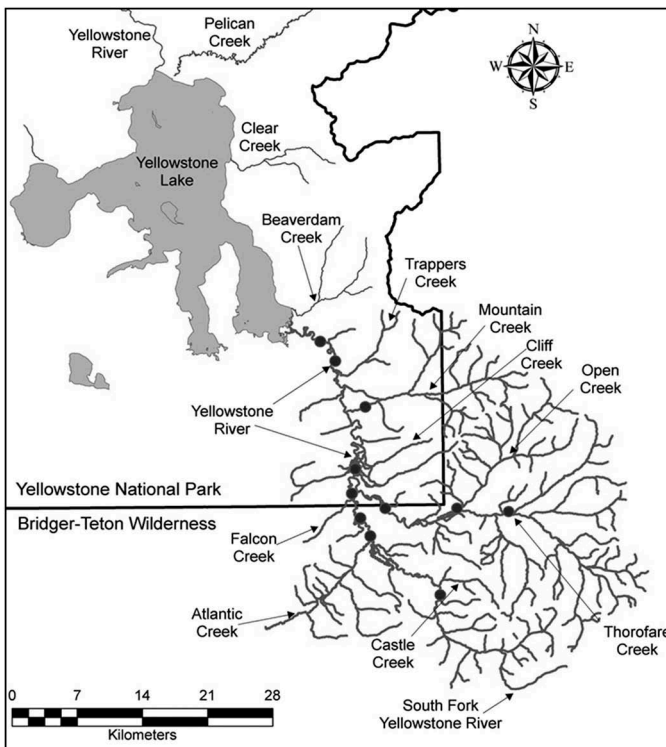 Yellowstone
River
Pelican
Creek
N
W
E
S
Clear
Creek
Yellowstone
Lake
Beaverdam
Creek
Trappers
Creek
Mountain
Creek
Cliff
Creek
Open
Creek
Yellowstone
River
Yellowstone National Park
Bridger-Teton Wilderness
Falcon
Creek
Atlantic
Creek
Castle
Creek
Thorofare
Creek
South Fork
Yellowstone River
0 7 14 21 28
Kilometers